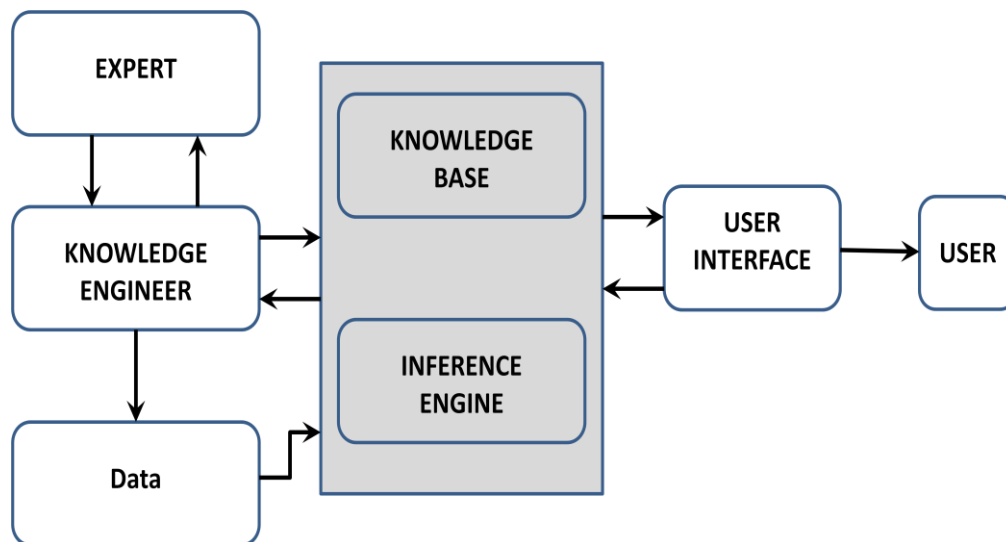 EXPERT
KNOWLEDGE
ENGINEER
Data
KNOWLEDGE
BASE
INFERENCE
ENGINE
USER
INTERFACE
USER